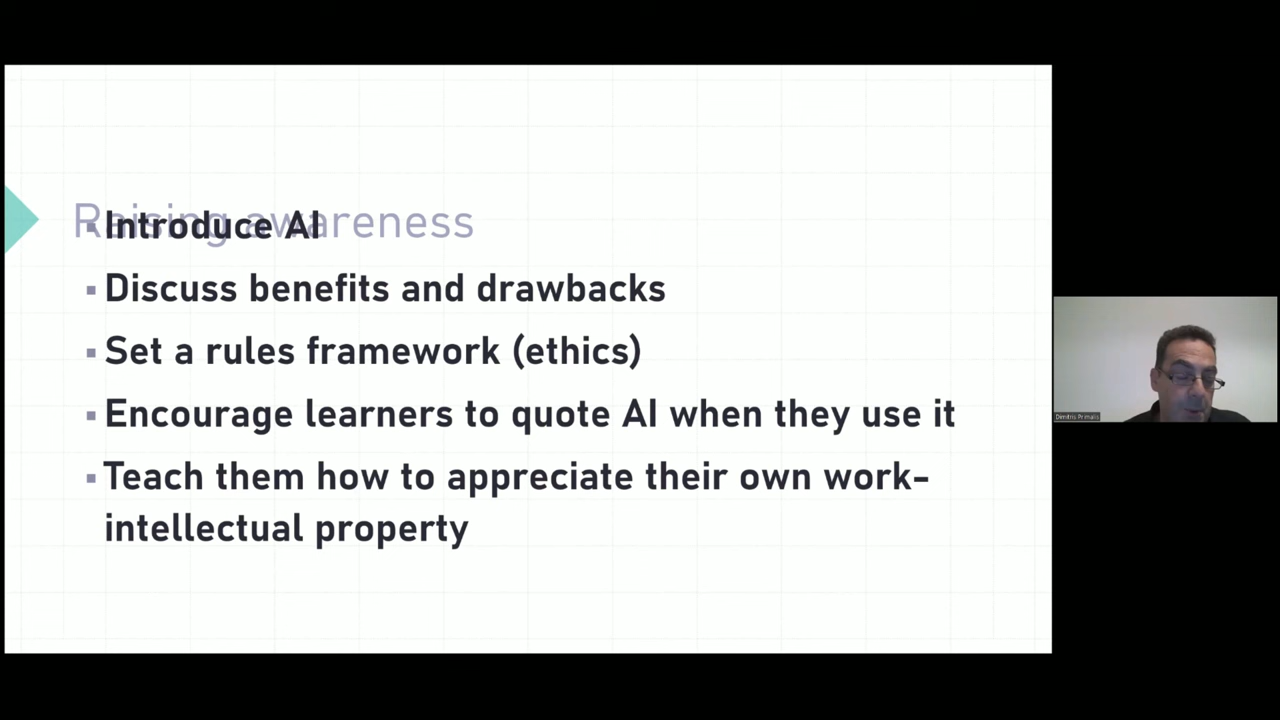 Raising awareness
▪ Introduce AI
▪ Discuss benefits and drawbacks
▪ Set a rules framework (ethics)
▪ Encourage learners to quote AI when they use it
▪ Teach them how to appreciate their own work-
intellectual property